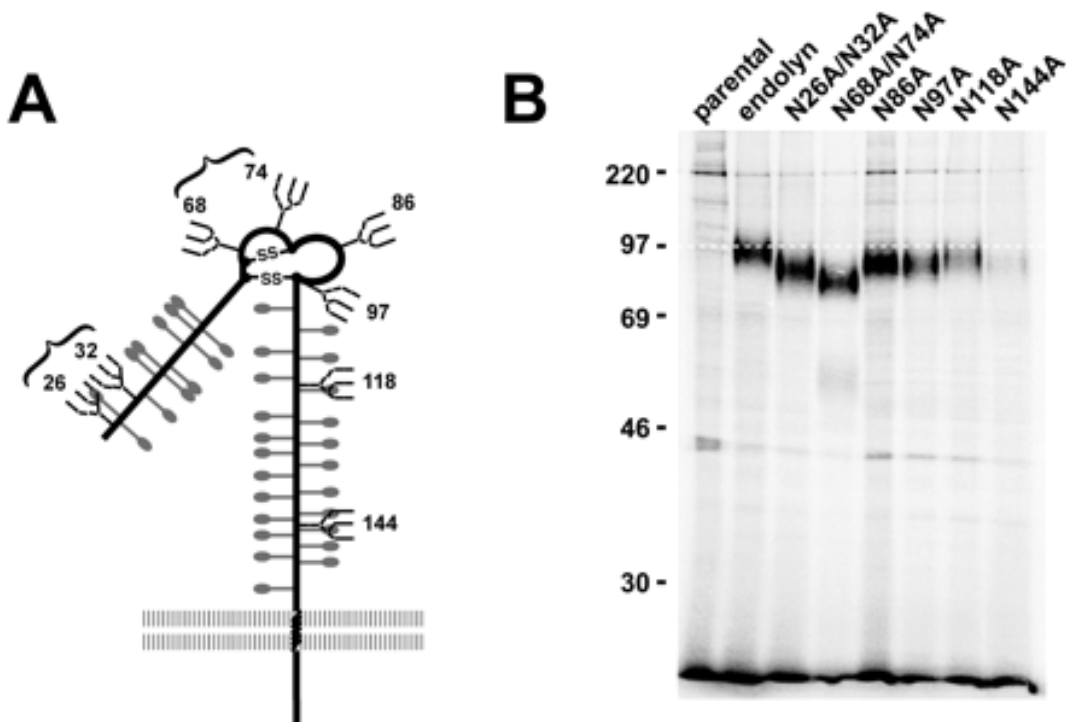 A
B
74
68
86
SS
SS
97
32
26
118
144
parental
endolyn
N26A/N32A
N68A/N74A
N86A
N97A
N118A
N144A
220
97
69
46
30